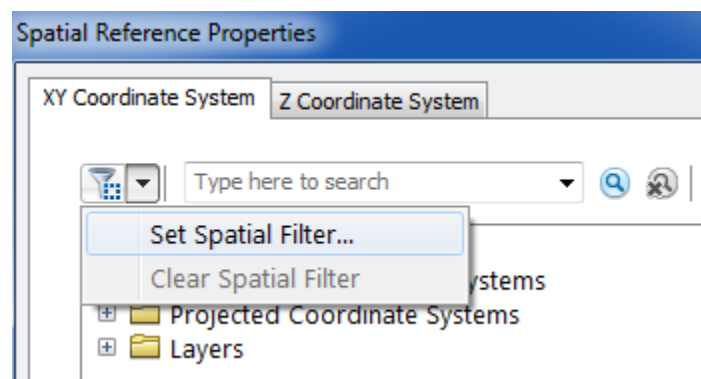 Spatial Reference Properties
XY Coordinate System Z Coordinate System
Type here to search
Set Spatial Filter...
Clear Spatial Filter
Projected Coordinate Systems
Layers